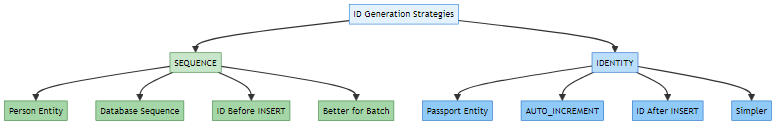 ID Generation Strategies
SEQUENCE
IDENTITY
Person Entity
Database Sequence
ID Before INSERT
Better for Batch
Passport Entity
AUTO_INCREMENT
ID After INSERT
Simpler